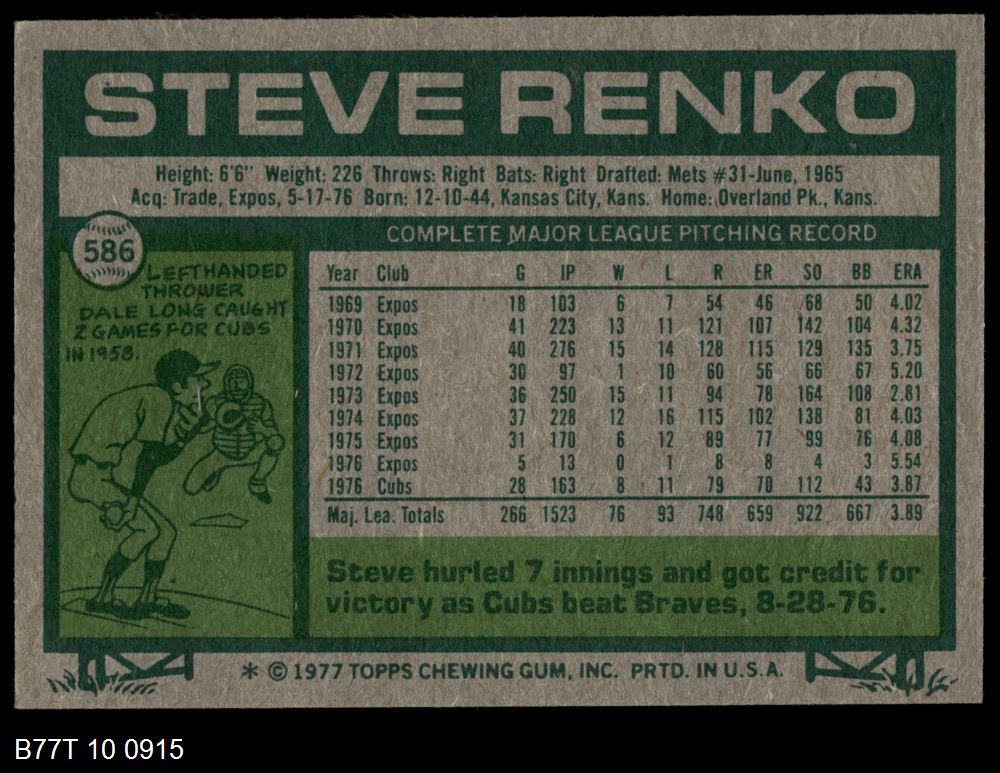 STEVE RENKO
Height: 6'6" Weight: 226 Throws: Right Bats: Right Drafted: Mets #31-June, 1965
Acq: Trade, Expos, 5-17-76 Born: 12-10-44, Kansas City, Kans. Home: Overland Pk., Kans.
586
LEFTHANDED
THROWER
DALE LONG CAUGHT
2 GAMES FOR CUBS
IN 1958.
COMPLETE MAJOR LEAGUE PITCHING RECORD
Year Club G IP W L R ER SO BB ERA
1969 Expos 18 103 6 7 54 46 68 50 4.02
1970 Expos 41 223 13 11 121 107 142 104 4.32
1971 Expos 40 276 15 14 128 115 129 135 3.75
1972 Expos 30 97 1 10 60 56 66 67 5.20
1973 Expos 36 250 15 11 94 78 164 108 2.81
1974 Expos 37 228 12 16 115 102 138 81 4.03
1975 Expos 31 170 6 12 89 77 99 76 4.08
1976 Expos 5 13 0 1 8 8 4 3 5.54
1976 Cubs 28 163 8 11 79 70 112 43 3.87
Maj. Lea. Totals 266 1523 76 93 748 659 922 667 3.89
Steve hurled 7 innings and got credit for
victory as Cubs beat Braves, 8-28-76.
* © 1977 TOPPS CHEWING GUM, INC. PRTD. IN U.S.A.
B77T 10 0915